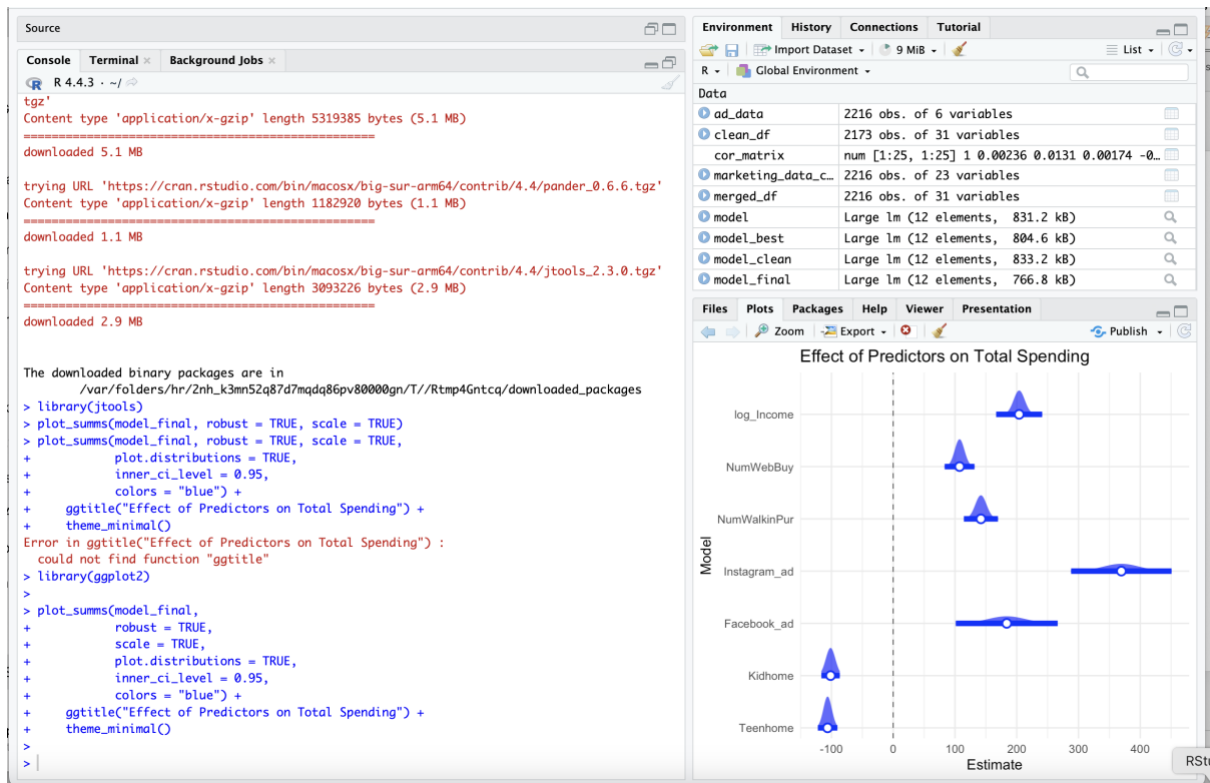 Source
Console Terminal Background Jobs
R 4.4.3 · ~/
tgz'
Content type 'application/x-gzip' length 5319385 bytes (5.1 MB)
==================================================
downloaded 5.1 MB
trying URL 'https://cran.rstudio.com/bin/macosx/big-sur-arm64/contrib/4.4/pander_0.6.6.tgz'
Content type 'application/x-gzip' length 1182920 bytes (1.1 MB)
==================================================
downloaded 1.1 MB
trying URL 'https://cran.rstudio.com/bin/macosx/big-sur-arm64/contrib/4.4/jtools_2.3.0.tgz'
Content type 'application/x-gzip' length 3093226 bytes (2.9 MB)
==================================================
downloaded 2.9 MB
The downloaded binary packages are in
/var/folders/hr/2nh_k3mn52q87d7mqdq86pv80000gn/T//Rtmp4Gntcq/downloaded_packages
> library(jtools)
> plot_summs(model_final, robust = TRUE, scale = TRUE)
> plot_summs(model_final, robust = TRUE, scale = TRUE,
+ plot.distributions = TRUE,
+ inner_ci_level = 0.95,
+ colors = "blue") +
+ ggtitle("Effect of Predictors on Total Spending") +
+ theme_minimal()
Error in ggtitle("Effect of Predictors on Total Spending") :
could not find function "ggtitle"
> library(ggplot2)
>
> plot_summs(model_final,
+ robust = TRUE,
+ scale = TRUE,
+ plot.distributions = TRUE,
+ inner_ci_level = 0.95,
+ colors = "blue") +
+ ggtitle("Effect of Predictors on Total Spending") +
+ theme_minimal()
>
>
Environment History Connections Tutorial
Import Dataset 9 MiB List
R Global Environment
Data
ad_data 2216 obs. of 6 variables
clean_df 2173 obs. of 31 variables
cor_matrix num [1:25, 1:25] 1 0.00236 0.0131 0.00174 -0…
marketing_data_c… 2216 obs. of 23 variables
merged_df 2216 obs. of 31 variables
model Large lm (12 elements, 831.2 kB)
model_best Large lm (12 elements, 804.6 kB)
model_clean Large lm (12 elements, 833.2 kB)
model_final Large lm (12 elements, 766.8 kB)
Files Plots Packages Help Viewer Presentation
Zoom Export Publish
Effect of Predictors on Total Spending
log_Income
NumWebBuy
NumWalkinPur
Model
Instagram_ad
Facebook_ad
Kidhome
Teenhome
-100 0 100 200 300 400
Estimate
RStu